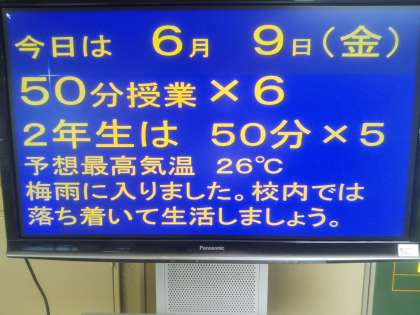 今日は　６月　９日（金）
50分授業×６
２年生は　50分×５
予想最高気温　26℃
梅雨に入りました。校内では
落ち着いて生活しましょう。
Panasonic